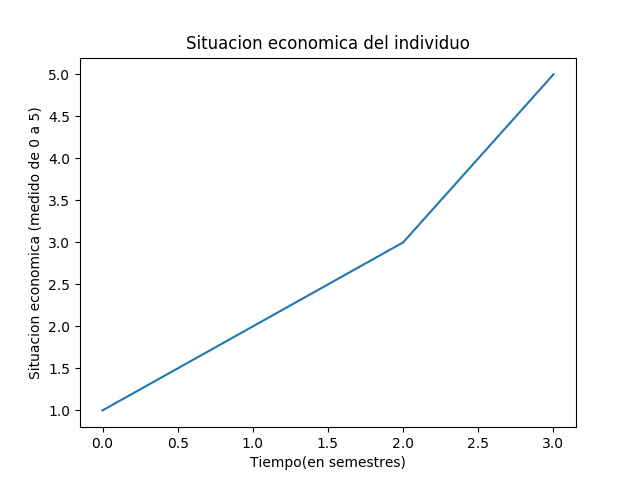 Situacion economica del individuo
Situacion economica (medido de 0 a 5)
5.0
4.5
4.0
3.5
3.0
2.5
2.0
1.5
1.0
0.0 0.5 1.0 1.5 2.0 2.5 3.0
Tiempo(en semestres)